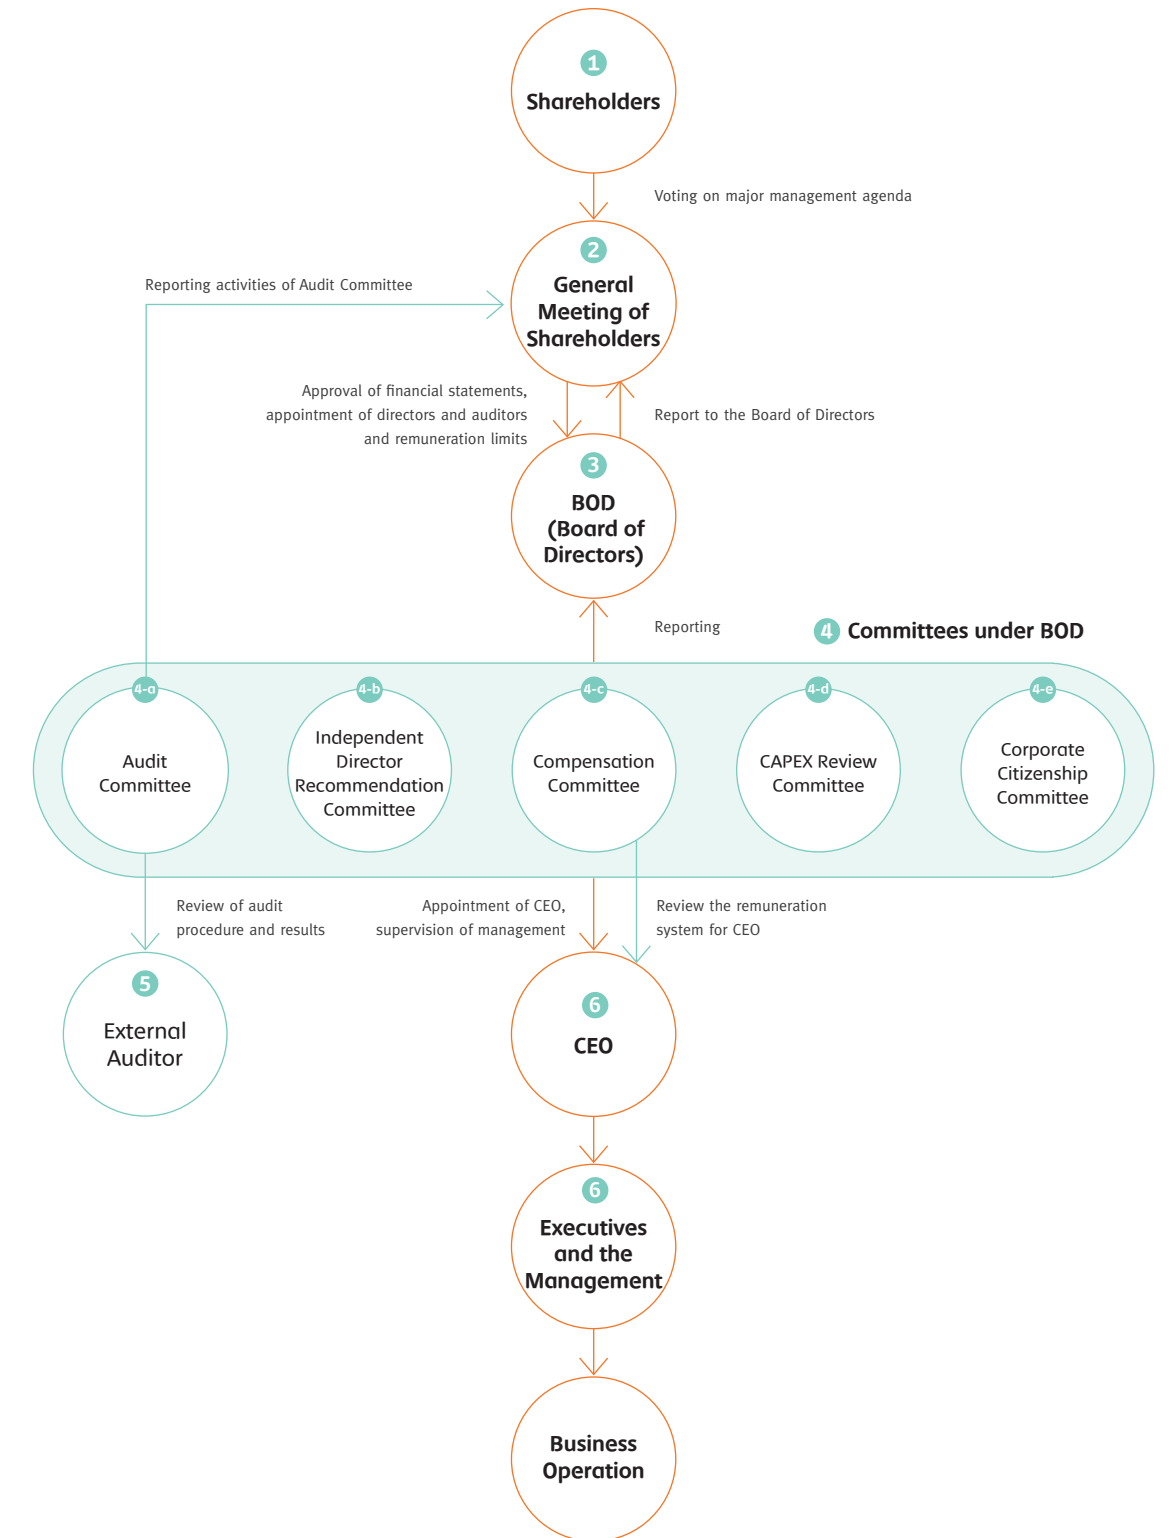 1
Shareholders
Voting on major management agenda
2
General
Meeting of
Shareholders
Reporting activities of Audit Committee
Approval of financial statements,
appointment of directors and auditors
and remuneration limits
Report to the Board of Directors
3
BOD
(Board of
Directors)
Reporting
4 Committees under BOD
4-a
Audit
Committee
4-b
Independent
Director
Recommendation
Committee
4-c
Compensation
Committee
4-d
CAPEX Review
Committee
4-e
Corporate
Citizenship
Committee
Review of audit
procedure and results
Appointment of CEO,
supervision of management
Review the remuneration
system for CEO
5
External
Auditor
6
CEO
6
Executives
and the
Management
Business
Operation